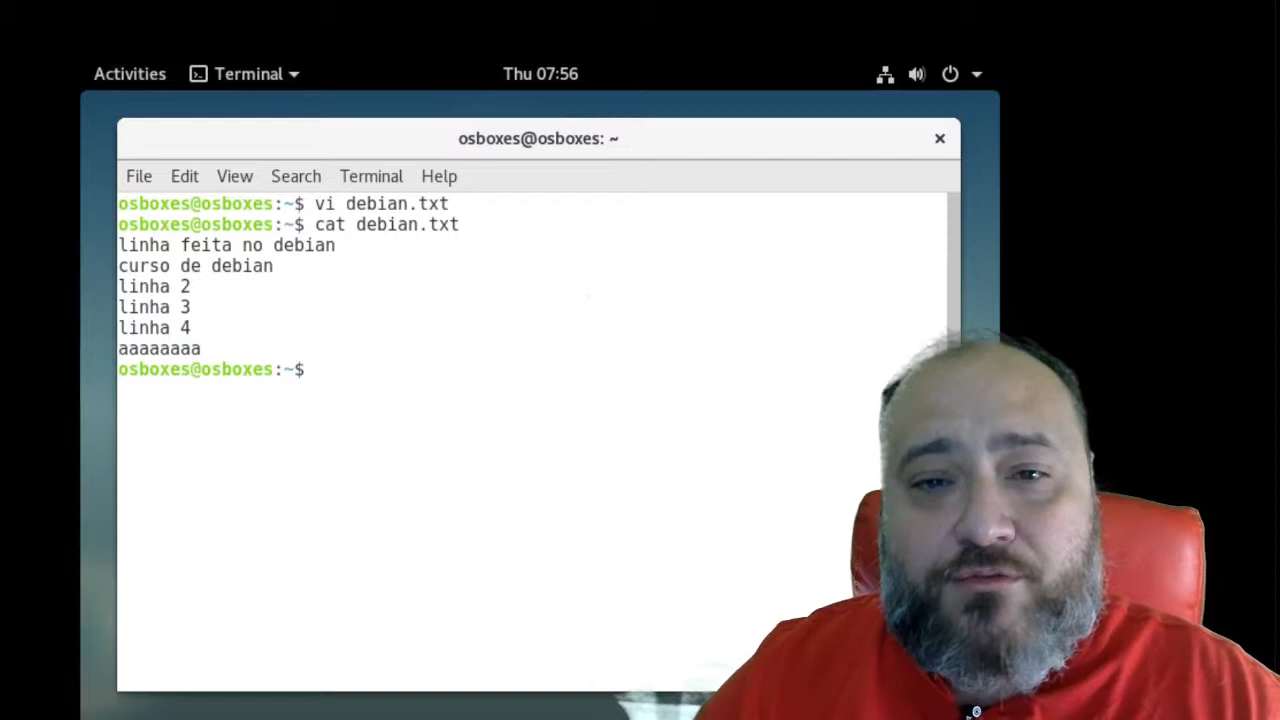 Activities Terminal Thu 07:56
osboxes@osboxes: ~
File Edit View Search Terminal Help
osboxes@osboxes:~$ vi debian.txt
osboxes@osboxes:~$ cat debian.txt
linha feita no debian
curso de debian
linha 2
linha 3
linha 4
aaaaaaaa
osboxes@osboxes:~$